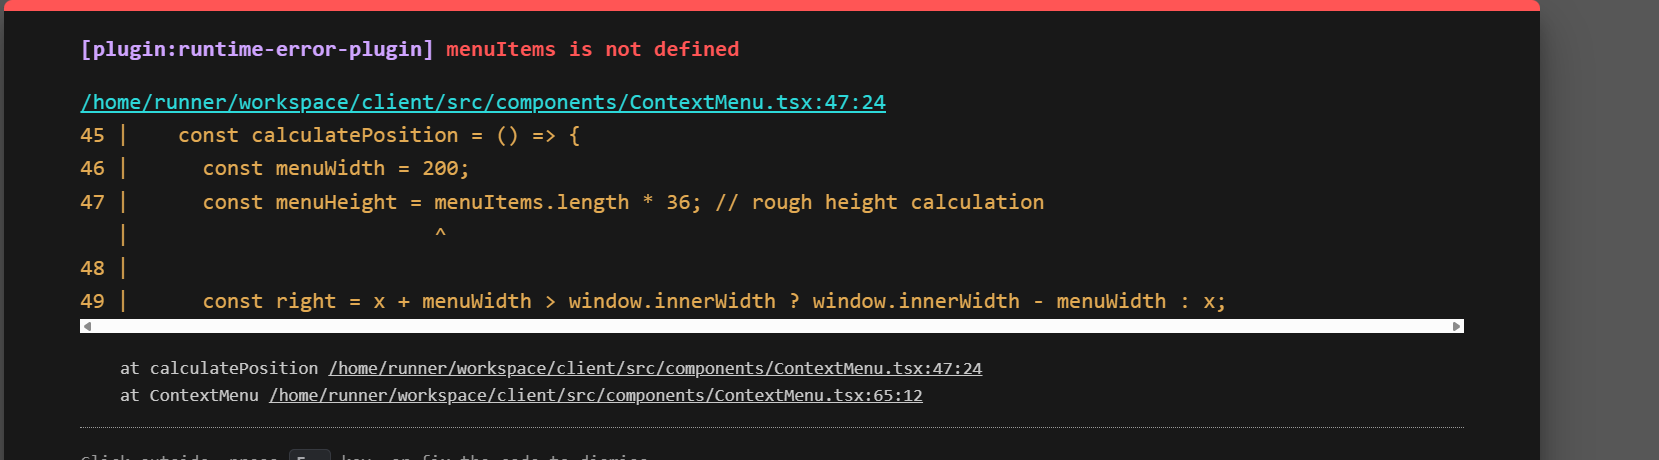 [plugin:runtime-error-plugin] menuItems is not defined
/home/runner/workspace/client/src/components/ContextMenu.tsx:47:24
45 |    const calculatePosition = () => {
46 |      const menuWidth = 200;
47 |      const menuHeight = menuItems.length * 36; // rough height calculation
   |                         ^
48 |
49 |      const right = x + menuWidth > window.innerWidth ? window.innerWidth - menuWidth : x;
at calculatePosition /home/runner/workspace/client/src/components/ContextMenu.tsx:47:24
at ContextMenu /home/runner/workspace/client/src/components/ContextMenu.tsx:65:12